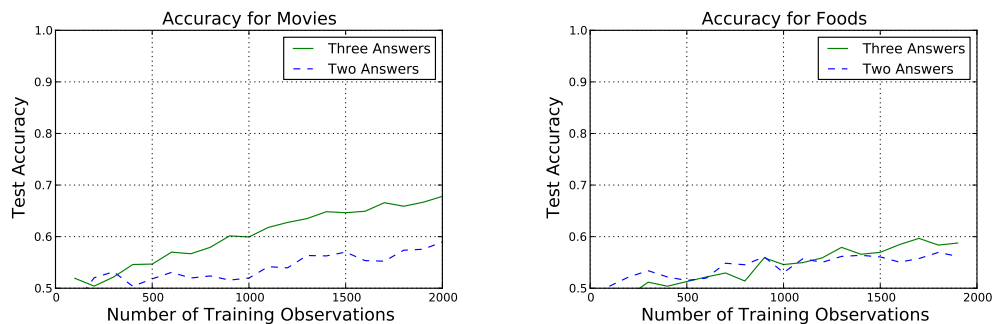 Accuracy for Movies
1.0
0.9
0.8
0.7
0.6
0.5
Test Accuracy
Three Answers
Two Answers
0 500 1000 1500 2000
Number of Training Observations
Accuracy for Foods
1.0
0.9
0.8
0.7
0.6
0.5
Test Accuracy
Three Answers
Two Answers
0 500 1000 1500 2000
Number of Training Observations